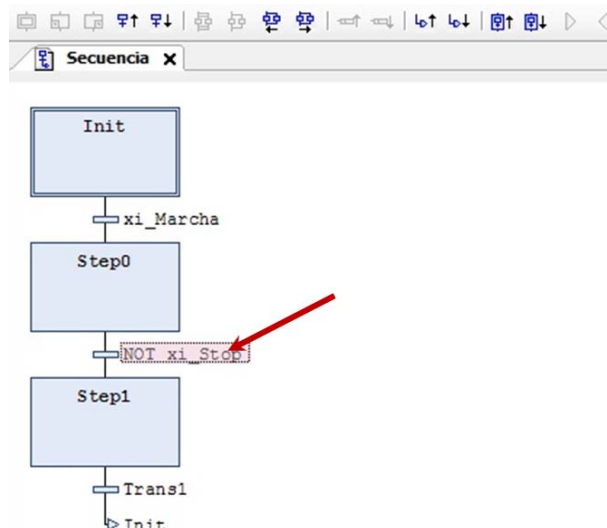 Secuencia X
Init
xi_Marcha
Step0
NOT xi_Stop
Step1
Trans1
Init